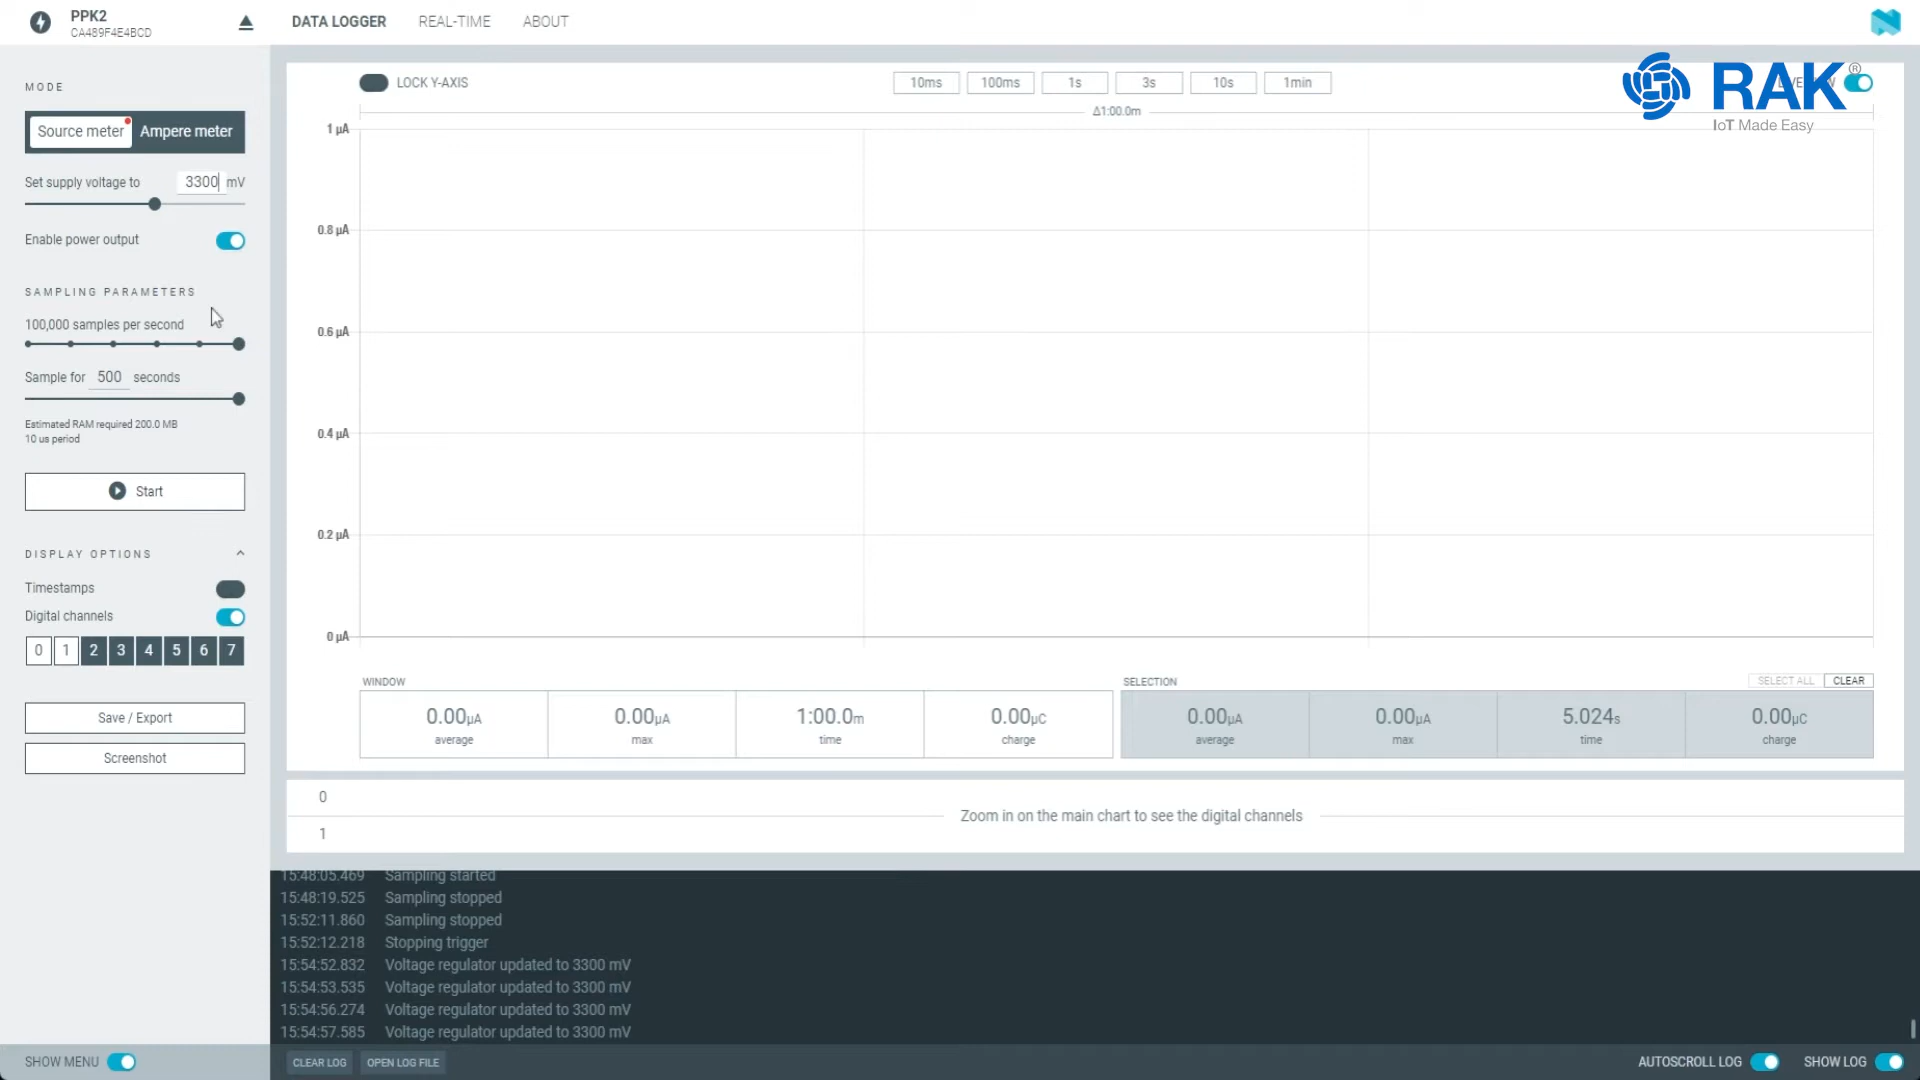 PPK2
CA489F4E4BCD
DATA LOGGER
REAL-TIME
ABOUT
MODE
Source meter
Ampere meter
Set supply voltage to 3300 mV
Enable power output
SAMPLING PARAMETERS
100,000 samples per second
Sample for 500 seconds
Estimated RAM required 200.0 MB
10 us period
Start
DISPLAY OPTIONS
Timestamps
Digital channels
0 1 2 3 4 5 6 7
Save / Export
Screenshot
SHOW MENU
LOCK Y-AXIS
10ms 100ms 1s 3s 10s 1min
RAK®
IoT Made Easy
Δ1:00.0m
1 µA
0.8 µA
0.6 µA
0.4 µA
0.2 µA
0 µA
WINDOW
0.00µA
average
0.00µA
max
1:00.0m
time
0.00µC
charge
SELECTION
SELECT ALL
CLEAR
0.00µA
average
0.00µA
max
5.024s
time
0.00µC
charge
0
Zoom in on the main chart to see the digital channels
1
15:48:05.469 Sampling started
15:48:19.525 Sampling stopped
15:52:11.860 Sampling stopped
15:52:12.218 Stopping trigger
15:54:52.832 Voltage regulator updated to 3300 mV
15:54:53.535 Voltage regulator updated to 3300 mV
15:54:56.274 Voltage regulator updated to 3300 mV
15:54:57.585 Voltage regulator updated to 3300 mV
CLEAR LOG
OPEN LOG FILE
AUTOSCROLL LOG
SHOW LOG